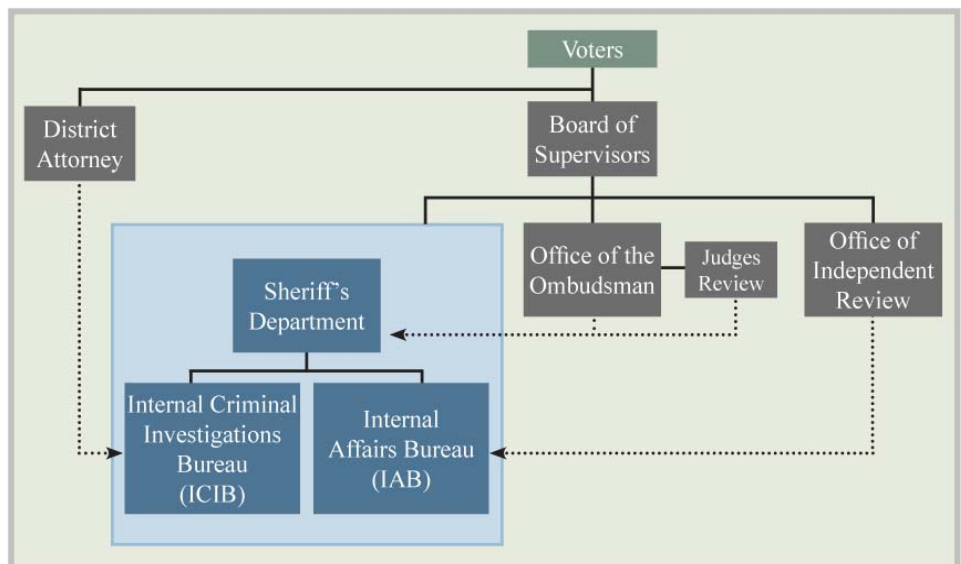 Voters
District
Attorney
Board of
Supervisors
Office of the
Ombudsman
Judges
Review
Office of
Independent
Review
Sheriff's
Department
Internal Criminal
Investigations
Bureau
(ICIB)
Internal
Affairs Bureau
(IAB)